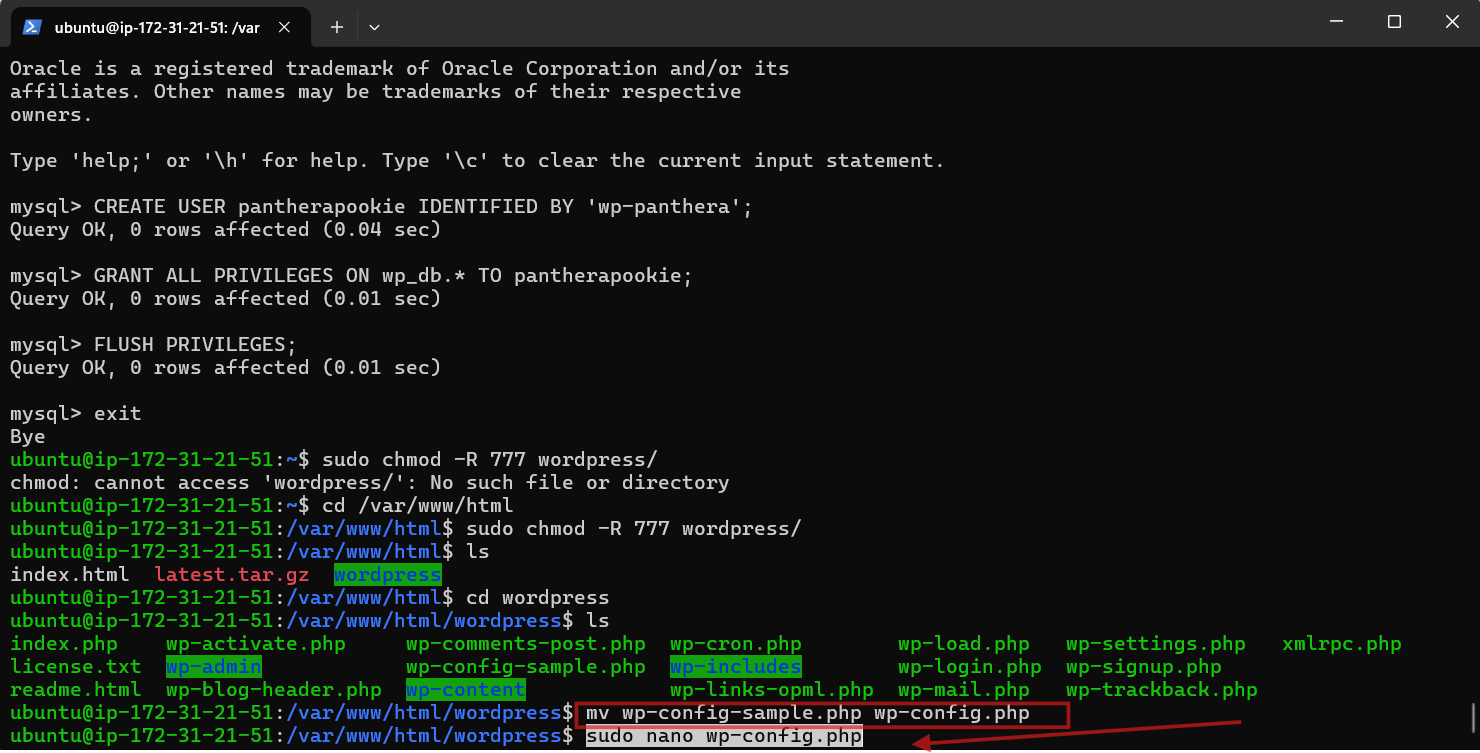 ubuntu@ip-172-31-21-51: /var
Oracle is a registered trademark of Oracle Corporation and/or its
affiliates. Other names may be trademarks of their respective
owners.
Type 'help;' or '\h' for help. Type '\c' to clear the current input statement.
mysql> CREATE USER pantherapookie IDENTIFIED BY 'wp-panthera';
Query OK, 0 rows affected (0.04 sec)
mysql> GRANT ALL PRIVILEGES ON wp_db.* TO pantherapookie;
Query OK, 0 rows affected (0.01 sec)
mysql> FLUSH PRIVILEGES;
Query OK, 0 rows affected (0.01 sec)
mysql> exit
Bye
ubuntu@ip-172-31-21-51:~$ sudo chmod -R 777 wordpress/
chmod: cannot access 'wordpress/': No such file or directory
ubuntu@ip-172-31-21-51:~$ cd /var/www/html
ubuntu@ip-172-31-21-51:/var/www/html$ sudo chmod -R 777 wordpress/
ubuntu@ip-172-31-21-51:/var/www/html$ ls
index.html latest.tar.gz wordpress
ubuntu@ip-172-31-21-51:/var/www/html$ cd wordpress
ubuntu@ip-172-31-21-51:/var/www/html/wordpress$ ls
index.php wp-activate.php wp-comments-post.php wp-cron.php wp-load.php wp-settings.php xmlrpc.php
license.txt wp-admin wp-config-sample.php wp-includes wp-login.php wp-signup.php
readme.html wp-blog-header.php wp-content wp-links-opml.php wp-mail.php wp-trackback.php
ubuntu@ip-172-31-21-51:/var/www/html/wordpress$ mv wp-config-sample.php wp-config.php
ubuntu@ip-172-31-21-51:/var/www/html/wordpress$ sudo nano wp-config.php